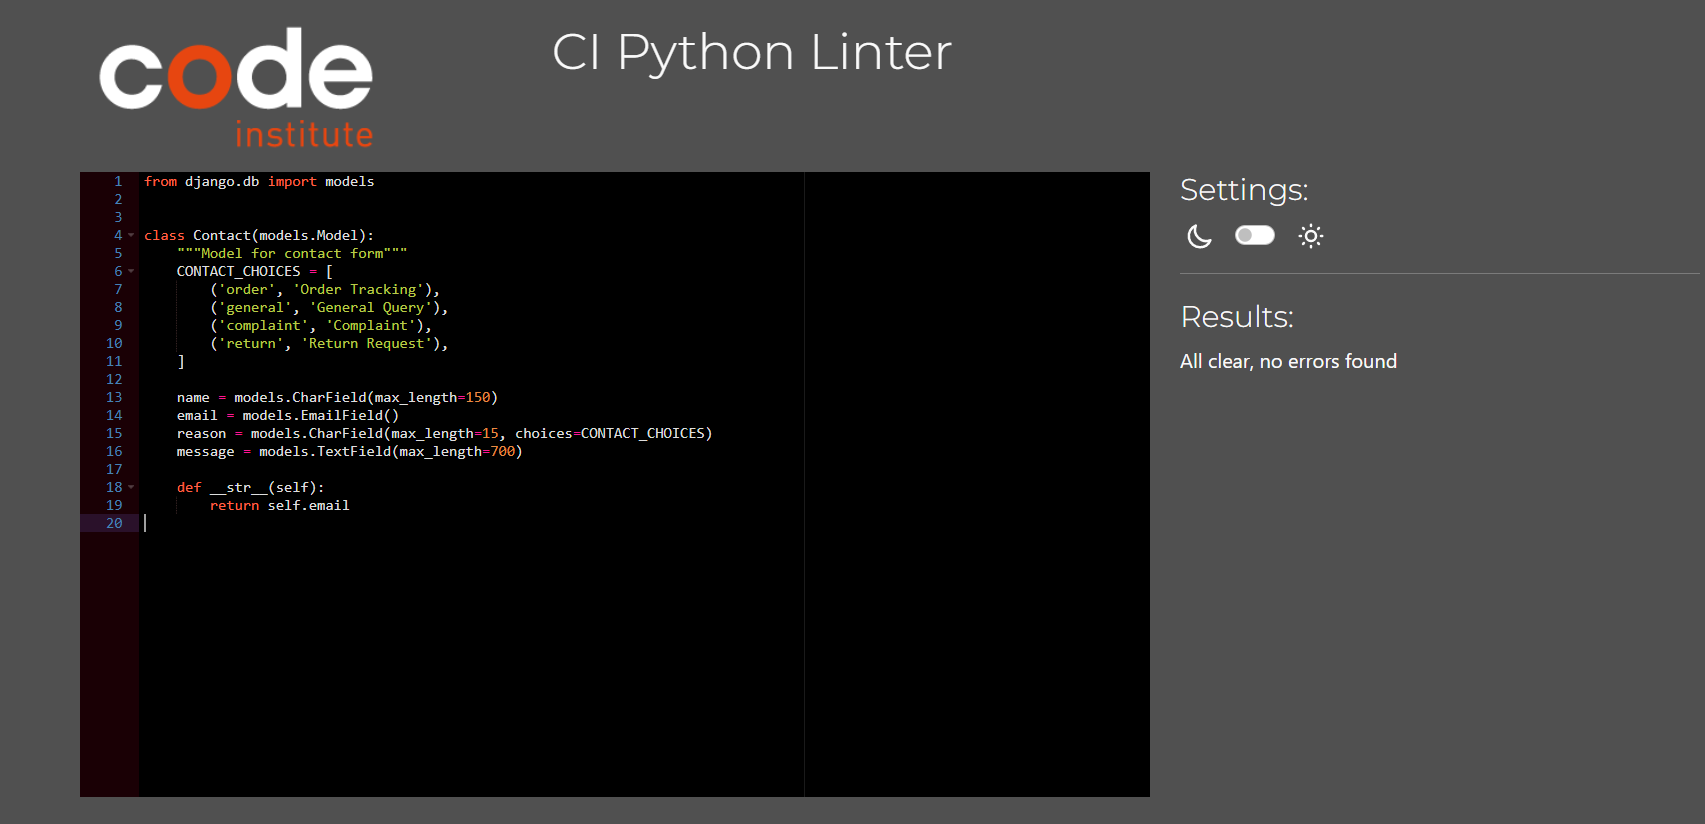 code
institute
CI Python Linter
1 from django.db import models
2
3
4 class Contact(models.Model):
5     """Model for contact form"""
6     CONTACT_CHOICES = [
7         ('order', 'Order Tracking'),
8         ('general', 'General Query'),
9         ('complaint', 'Complaint'),
10         ('return', 'Return Request'),
11     ]
12
13     name = models.CharField(max_length=150)
14     email = models.EmailField()
15     reason = models.CharField(max_length=15, choices=CONTACT_CHOICES)
16     message = models.TextField(max_length=700)
17
18     def __str__(self):
19         return self.email
20
Settings:
Results:
All clear, no errors found